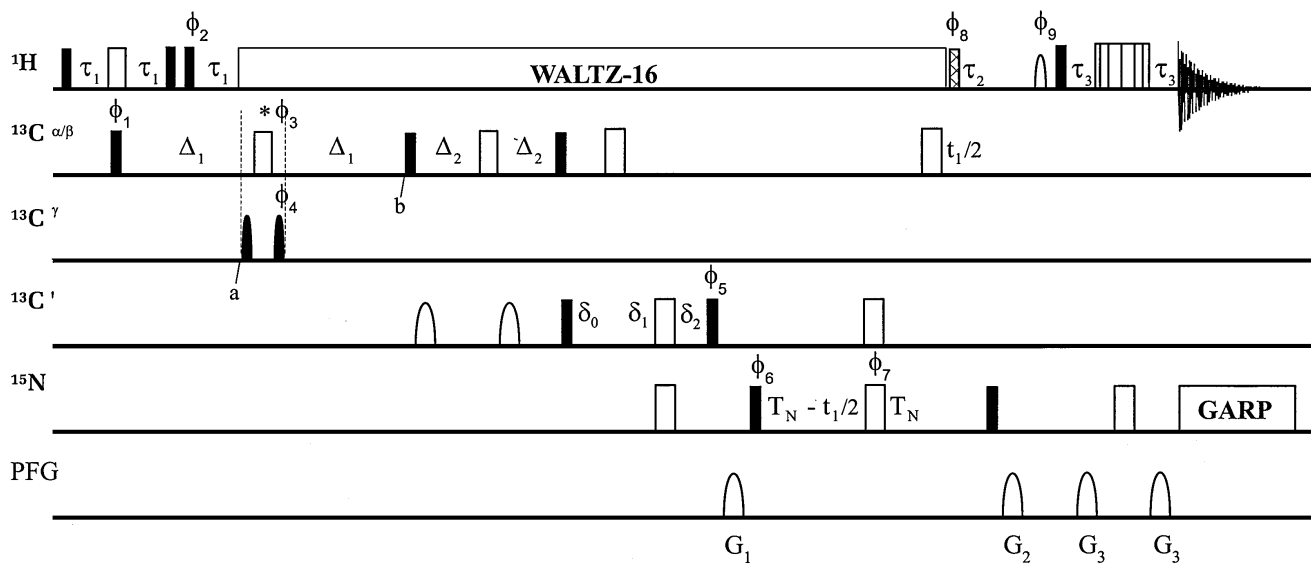 ϕ2 ϕ8 ϕ9
¹H τ1 τ1 τ1 WALTZ-16 τ2 τ3 τ3
ϕ1 * ϕ3
¹³C α/β Δ1 Δ1 Δ2 Δ2 t1/2
b
¹³C γ ϕ4
a
¹³C ' δ0 δ1 δ2 ϕ5
¹⁵N ϕ6 ϕ7
TN - t1/2 TN GARP
PFG
G1 G2 G3 G3